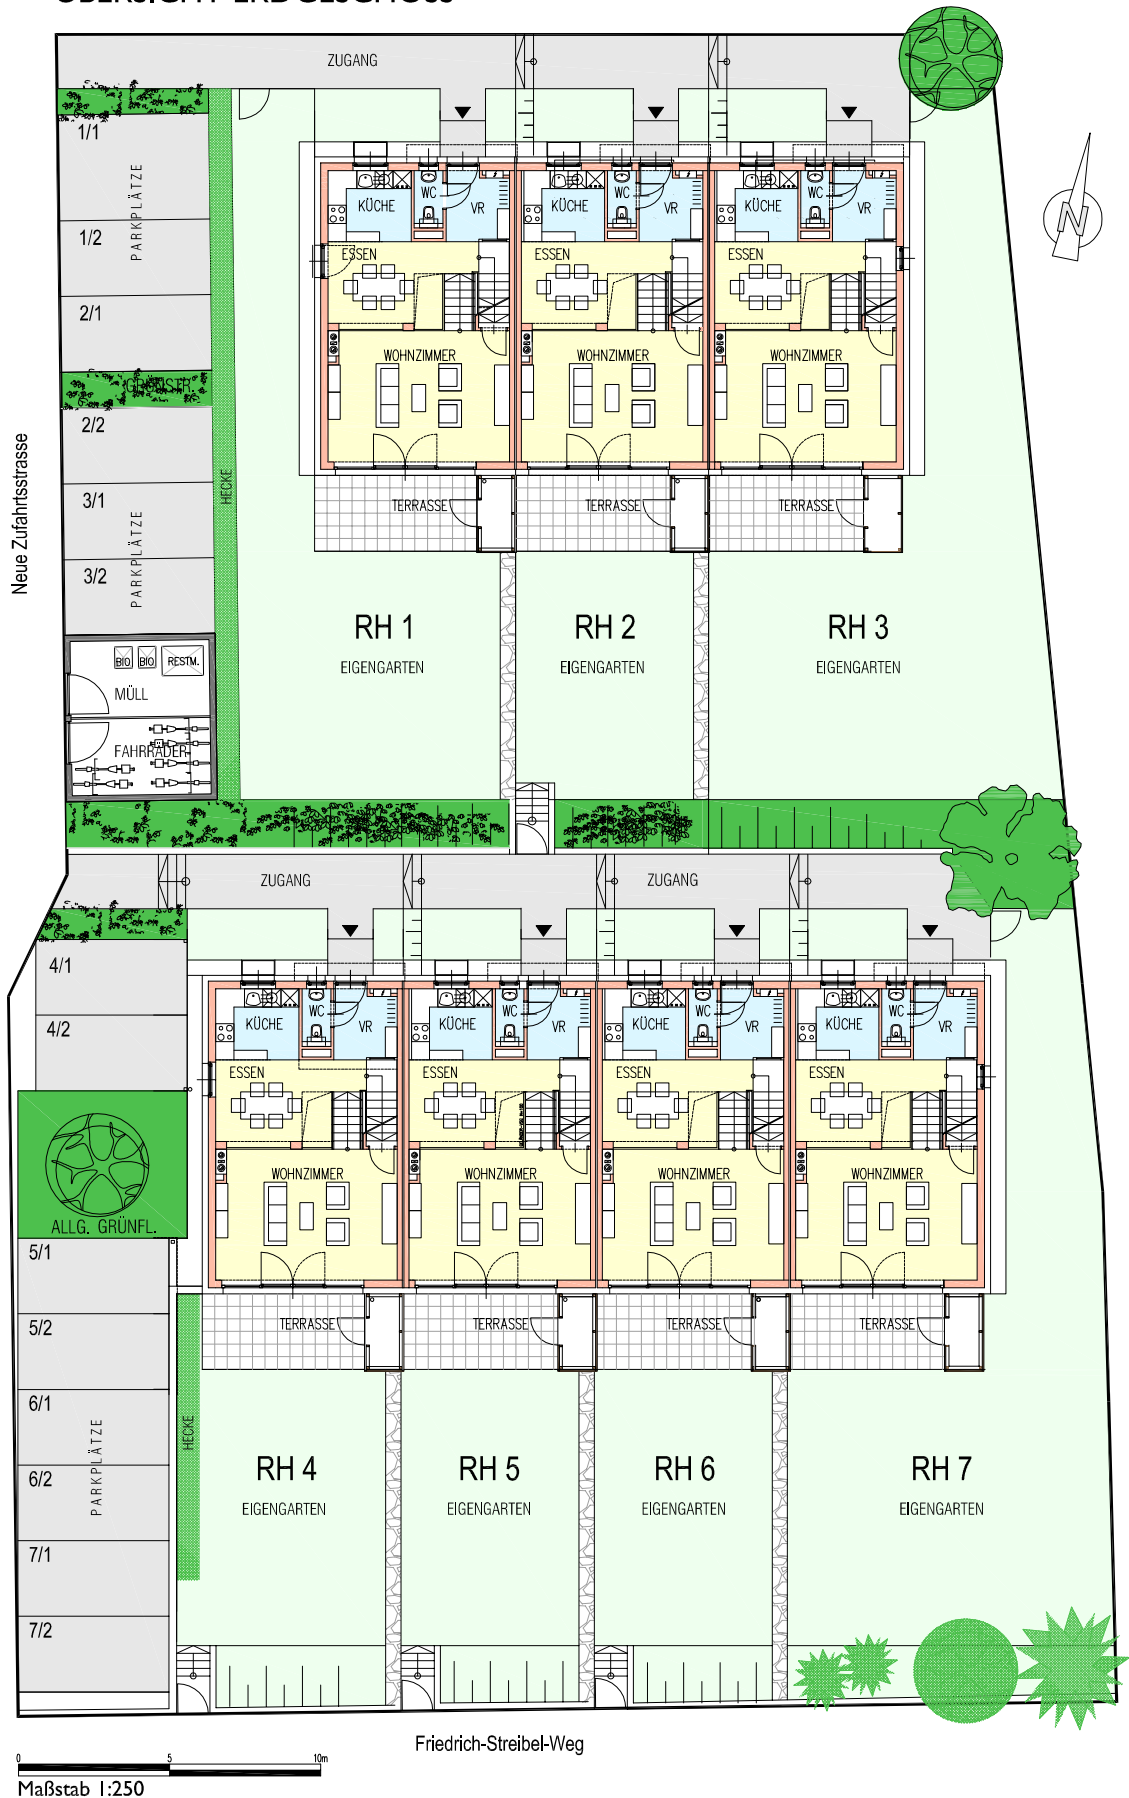 ÜBERSICHT ERDGESCHOSS
ZUGANG
1/1
PARKPLÄTZE
1/2
2/1
GRÜNSTR.
2/2
3/1
PARKPLÄTZE
3/2
HECKE
Neue Zufahrtsstrasse
N
KÜCHE WC VR
KÜCHE WC VR
KÜCHE WC VR
ESSEN
ESSEN
ESSEN
WOHNZIMMER
WOHNZIMMER
WOHNZIMMER
TERRASSE
TERRASSE
TERRASSE
RH 1
EIGENGARTEN
RH 2
EIGENGARTEN
RH 3
EIGENGARTEN
BIO BIO RESTM.
MÜLL
FAHRRÄDER
ZUGANG
ZUGANG
4/1
4/2
ALLG. GRÜNFL.
5/1
5/2
6/1
PARKPLÄTZE
6/2
7/1
7/2
HECKE
KÜCHE WC VR
KÜCHE WC VR
KÜCHE WC VR
KÜCHE WC VR
ESSEN
ESSEN
ESSEN
ESSEN
WOHNZIMMER
WOHNZIMMER
WOHNZIMMER
WOHNZIMMER
TERRASSE
TERRASSE
TERRASSE
TERRASSE
RH 4
EIGENGARTEN
RH 5
EIGENGARTEN
RH 6
EIGENGARTEN
RH 7
EIGENGARTEN
Friedrich-Streibel-Weg
0 5 10m
Maßstab 1:250